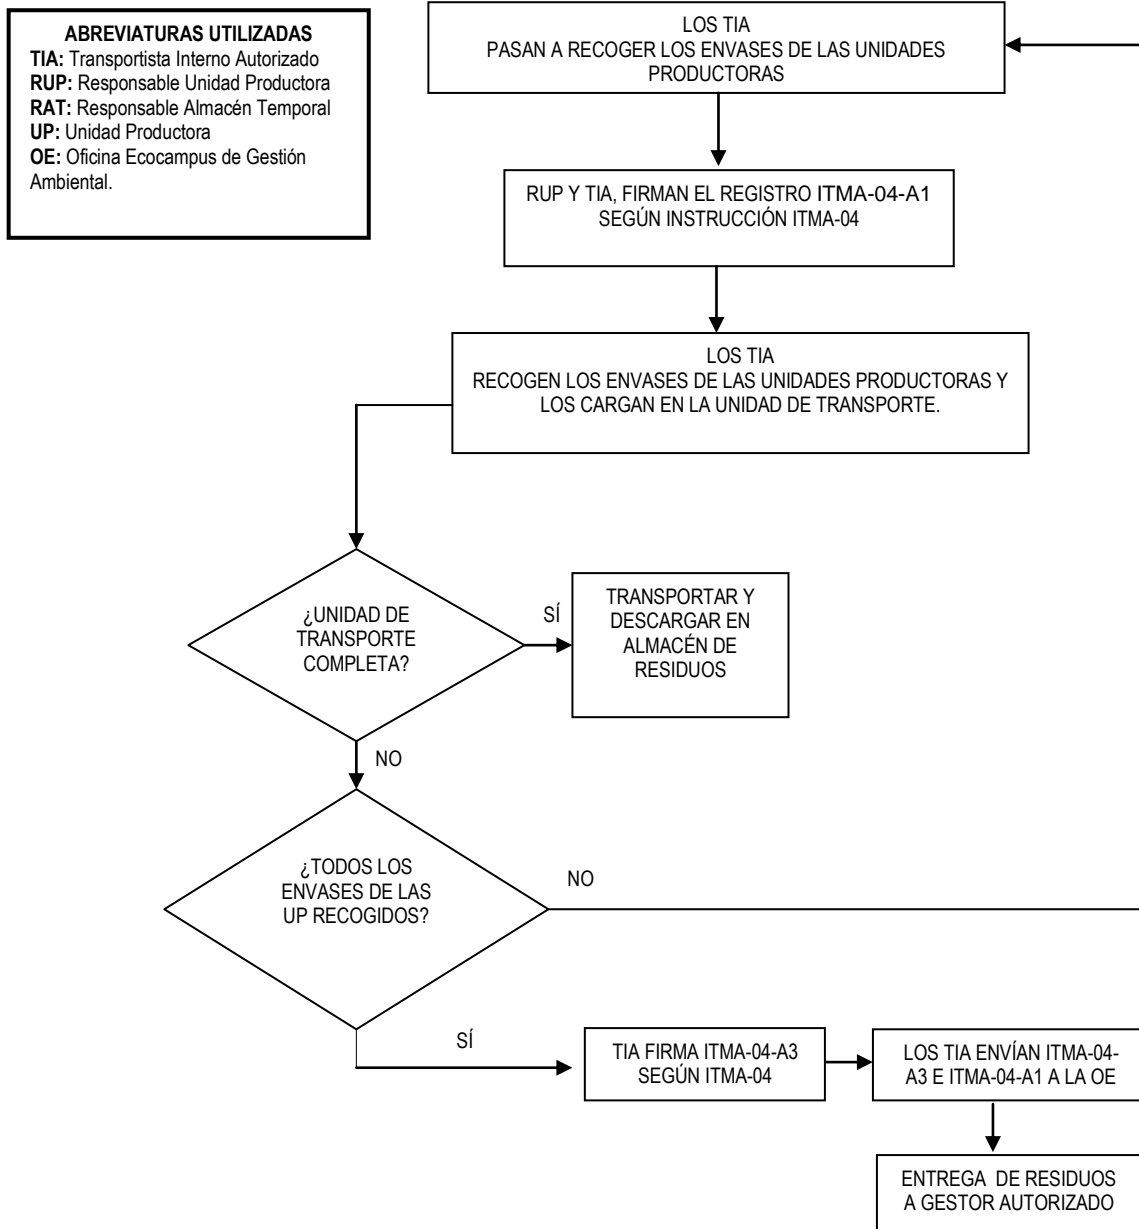 ABREVIATURAS UTILIZADAS
TIA: Transportista Interno Autorizado
RUP: Responsable Unidad Productora
RAT: Responsable Almacén Temporal
UP: Unidad Productora
OE: Oficina Ecocampus de Gestión
Ambiental.
LOS TIA
PASAN A RECOGER LOS ENVASES DE LAS UNIDADES
PRODUCTORAS
RUP Y TIA, FIRMAN EL REGISTRO ITMA-04-A1
SEGÚN INSTRUCCIÓN ITMA-04
LOS TIA
RECOGEN LOS ENVASES DE LAS UNIDADES PRODUCTORAS Y
LOS CARGAN EN LA UNIDAD DE TRANSPORTE.
¿UNIDAD DE
TRANSPORTE
COMPLETA?
SÍ
TRANSPORTAR Y
DESCARGAR EN
ALMACÉN DE
RESIDUOS
NO
¿TODOS LOS
ENVASES DE LAS
UP RECOGIDOS?
NO
SÍ
TIA FIRMA ITMA-04-A3
SEGÚN ITMA-04
LOS TIA ENVÍAN ITMA-04-
A3 E ITMA-04-A1 A LA OE
ENTREGA DE RESIDUOS
A GESTOR AUTORIZADO